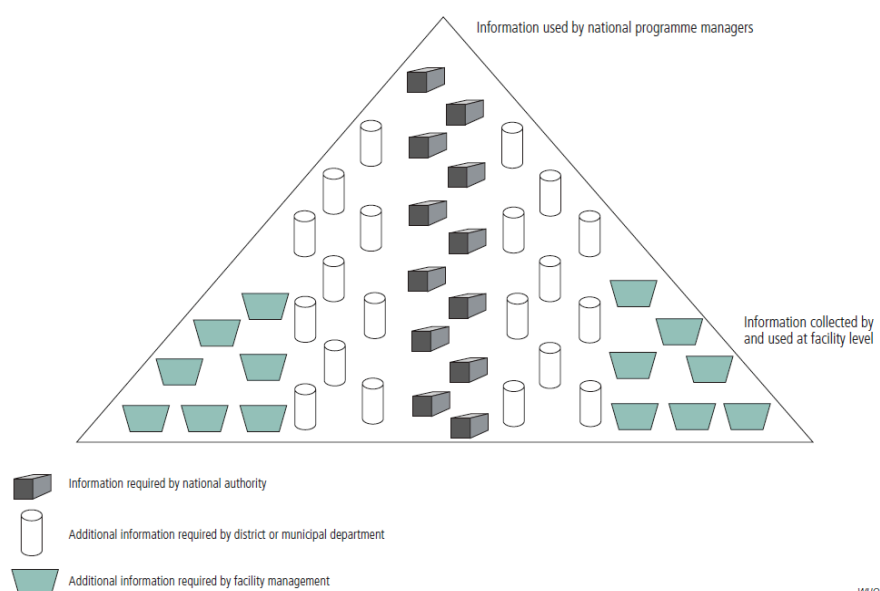 Information used by national programme managers
Information collected by
and used at facility level
Information required by national authority
Additional information required by district or municipal department
Additional information required by facility management